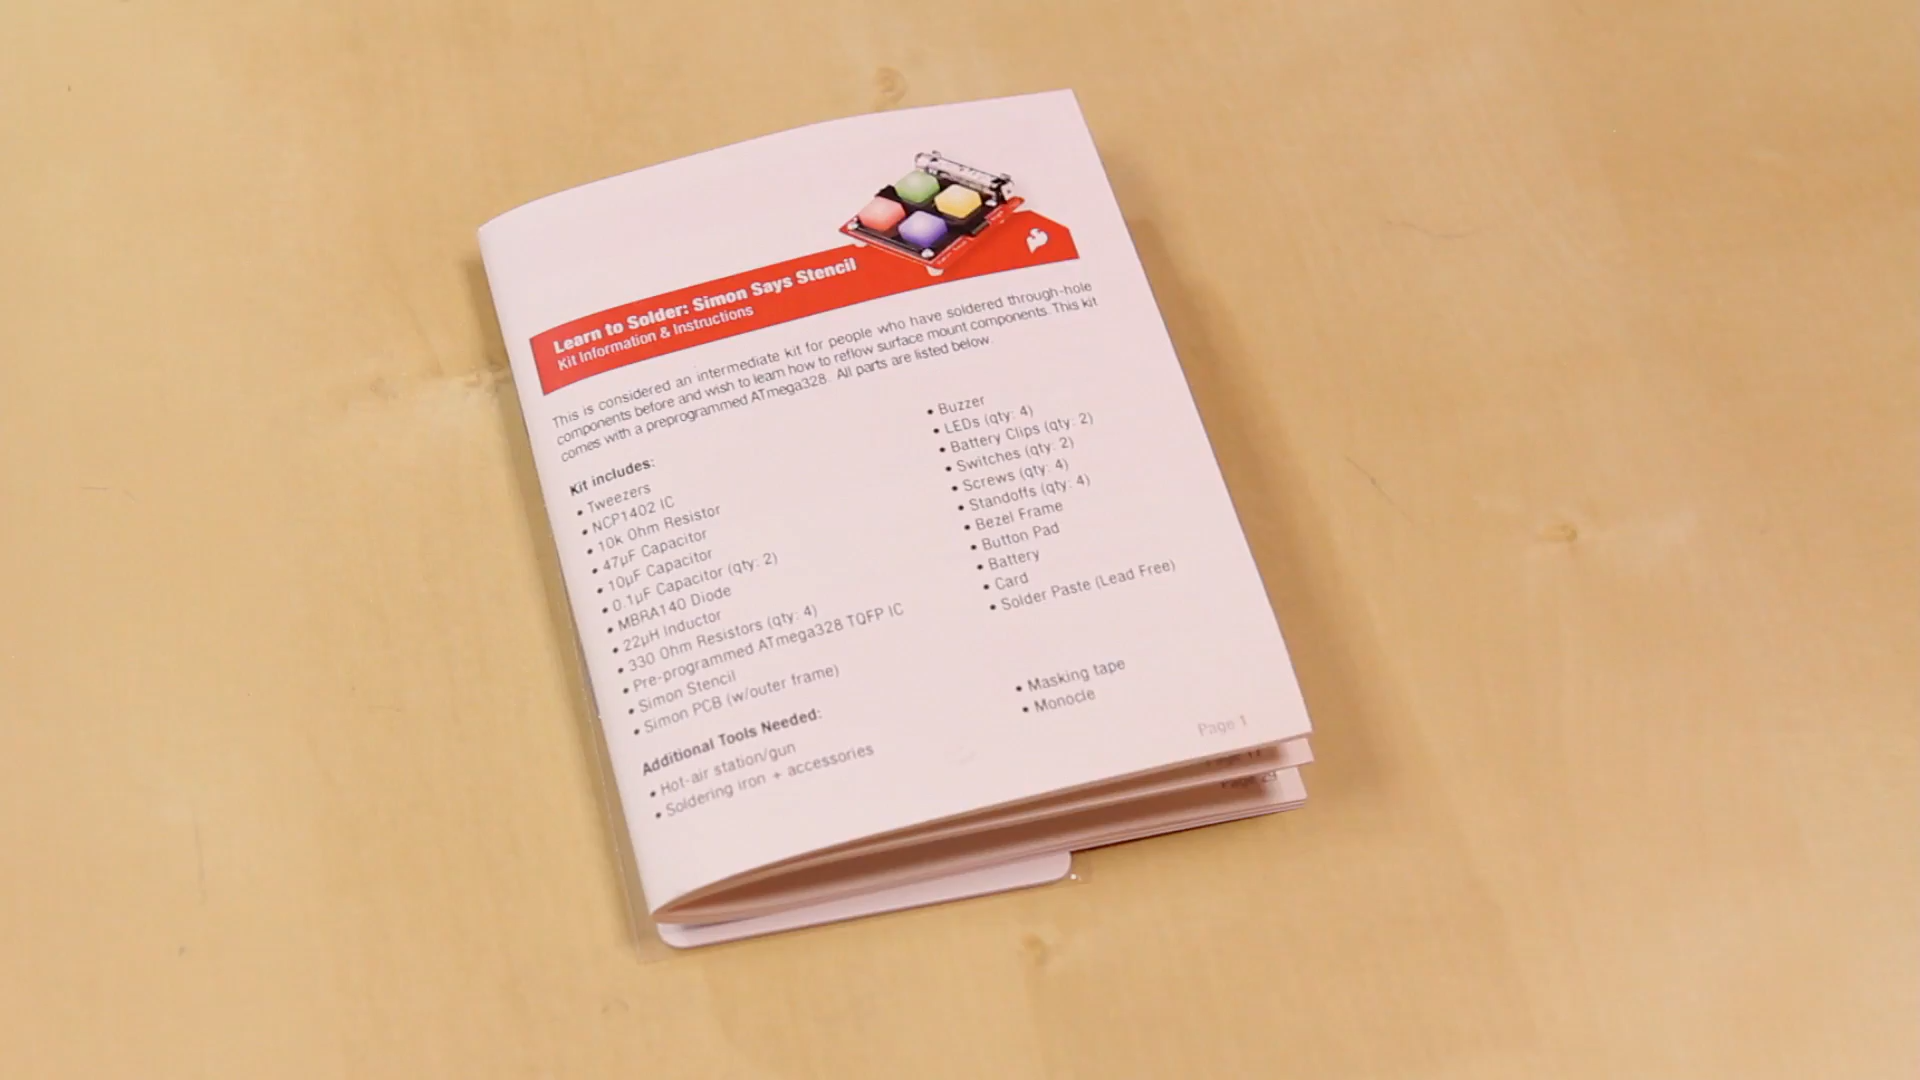 Learn to Solder: Simon Says Stencil
Kit Information & Instructions
This is considered an intermediate kit for people who have soldered through-hole
components before and wish to learn how to reflow surface mount components. This kit
comes with a preprogrammed ATmega328. All parts are listed below.
Kit includes:
• Tweezers
• NCP1402 IC
• 10k Ohm Resistor
• 47µF Capacitor
• 10µF Capacitor
• 0.1µF Capacitor (qty: 2)
• MBRA140 Diode
• 22µH Inductor
• 330 Ohm Resistors (qty: 4)
• Pre-programmed ATmega328 TQFP IC
• Simon Stencil
• Simon PCB (w/outer frame)
• Buzzer
• LEDs (qty: 4)
• Battery Clips (qty: 2)
• Switches (qty: 2)
• Screws (qty: 4)
• Standoffs (qty: 4)
• Bezel Frame
• Button Pad
• Battery
• Card
• Solder Paste (Lead Free)
Additional Tools Needed:
• Hot-air station/gun
• Soldering iron + accessories
• Masking tape
• Monocle
Page 1